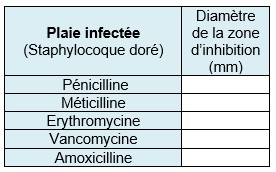 Plaie infectée
(Staphylocoque doré)
Diamètre
de la zone
d'inhibition
(mm)
Pénicilline
Méticilline
Erythromycine
Vancomycine
Amoxicilline